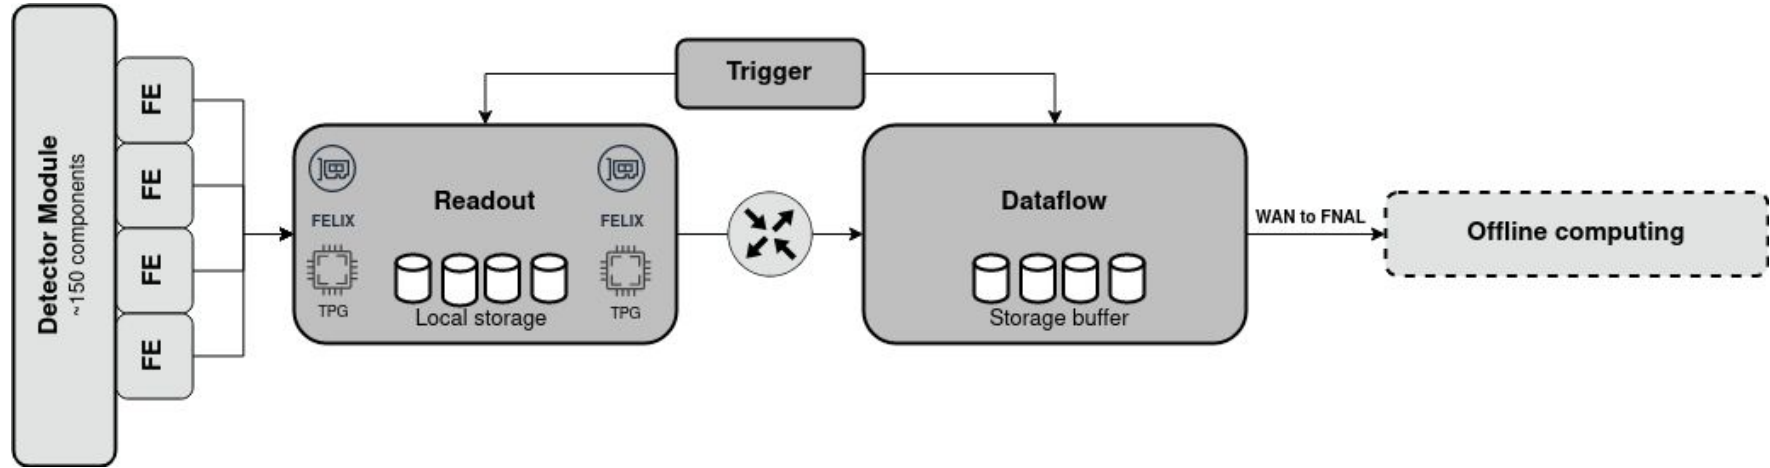 Detector Module
~150 components
FE
FE
FE
FE
Trigger
Readout
FELIX
FELIX
TPG
TPG
Local storage
Dataflow
Storage buffer
WAN to FNAL
Offline computing